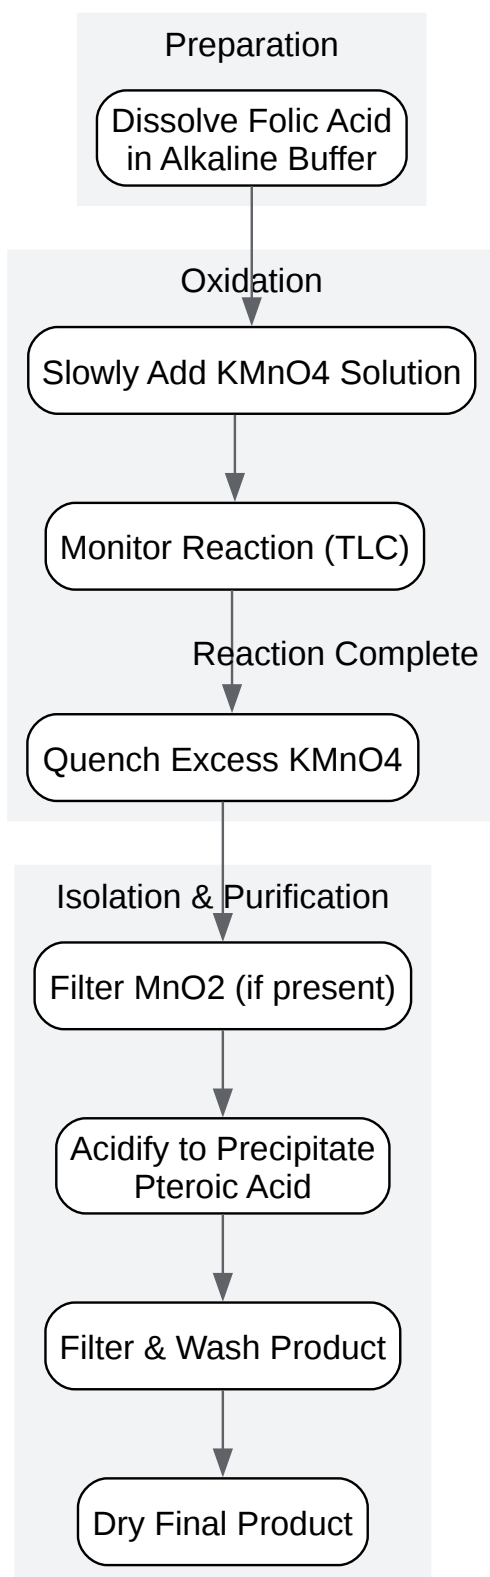 Preparation
Dissolve Folic Acid
in Alkaline Buffer
Oxidation
Slowly Add KMnO4 Solution
Monitor Reaction (TLC)
Reaction Complete
Quench Excess KMnO4
Isolation & Purification
Filter MnO2 (if present)
Acidify to Precipitate
Pteroic Acid
Filter & Wash Product
Dry Final Product